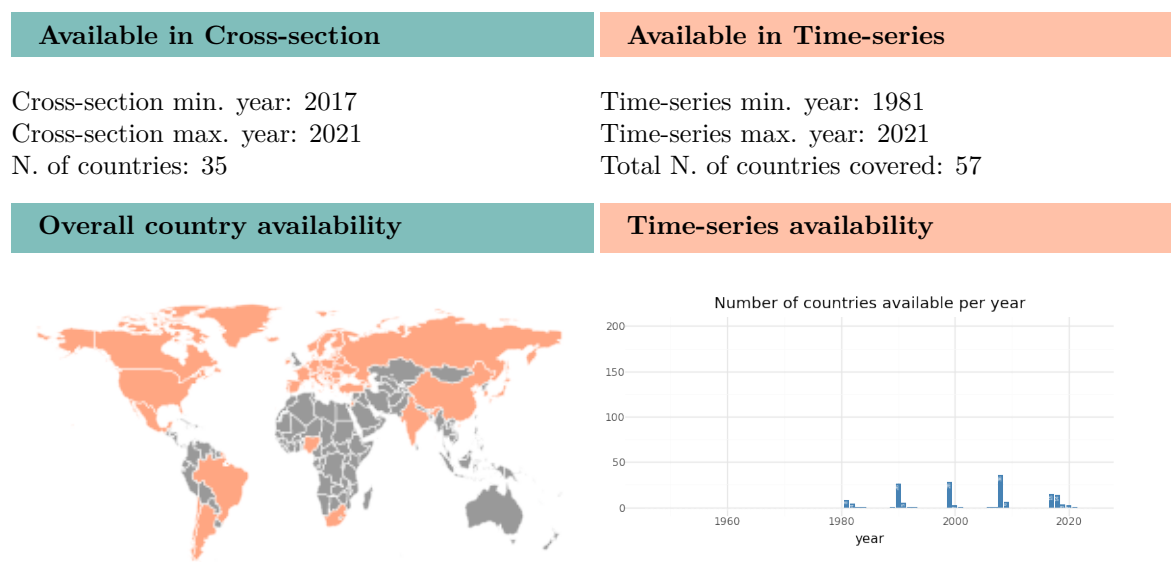 Available in Cross-section
Cross-section min. year: 2017
Cross-section max. year: 2021
N. of countries: 35
Available in Time-series
Time-series min. year: 1981
Time-series max. year: 2021
Total N. of countries covered: 57
Overall country availability
Time-series availability
Number of countries available per year
200
150
100
50
0
1960 1980 2000 2020
year